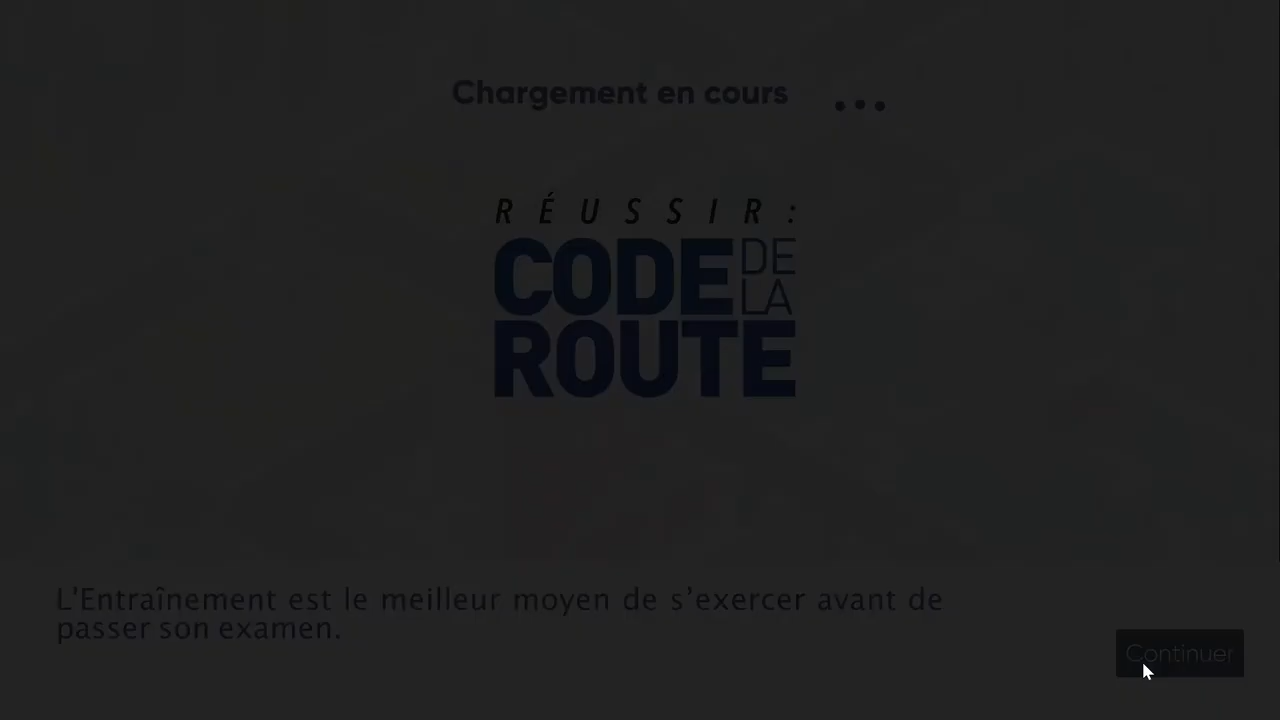 Chargement en cours ...
RÉUSSIR:
CODE DE LA
ROUTE
L'Entraînement est le meilleur moyen de s’exercer avant de
passer son examen.
Continuer